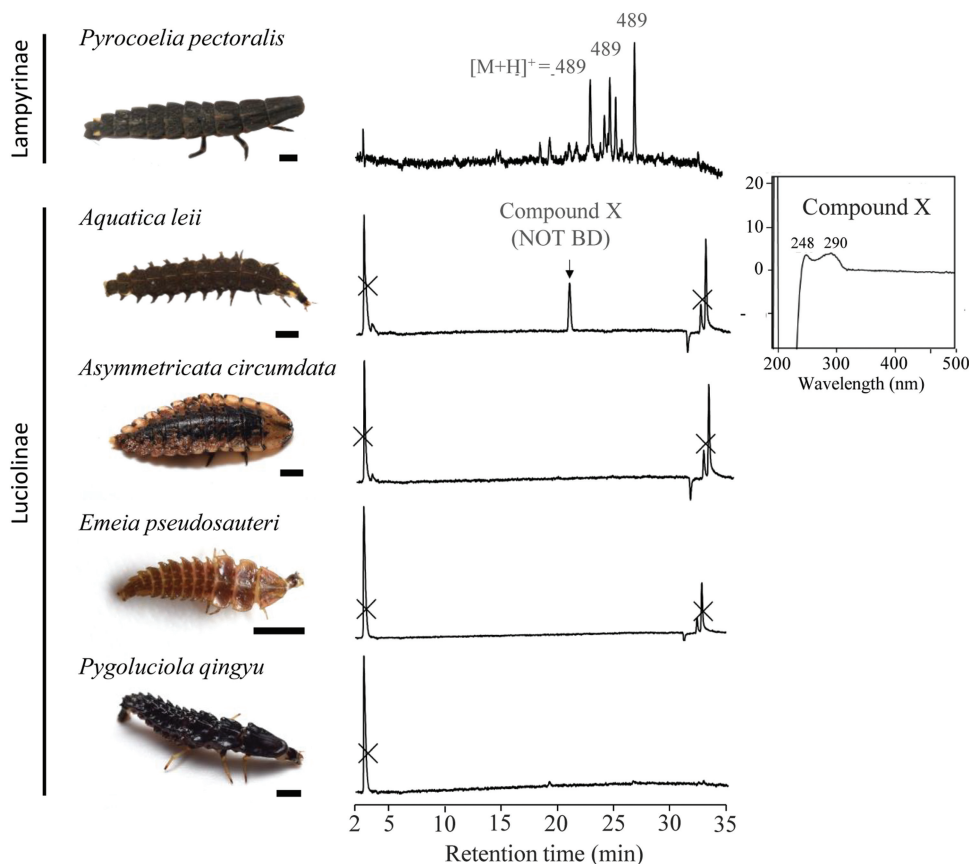 Lampyrinae
Pyrocoelia pectoralis
[M+H]⁺ = 489
489
489
Luciolinae
Aquatica leii
Compound X
(NOT BD)
Compound X
248 290
20
10
0
-
200 300 400 500
Wavelength (nm)
Asymmetricata circumdata
Emeia pseudosauteri
Pygoluciola qingyu
2 5 10 15 20 25 30 35
Retention time (min)